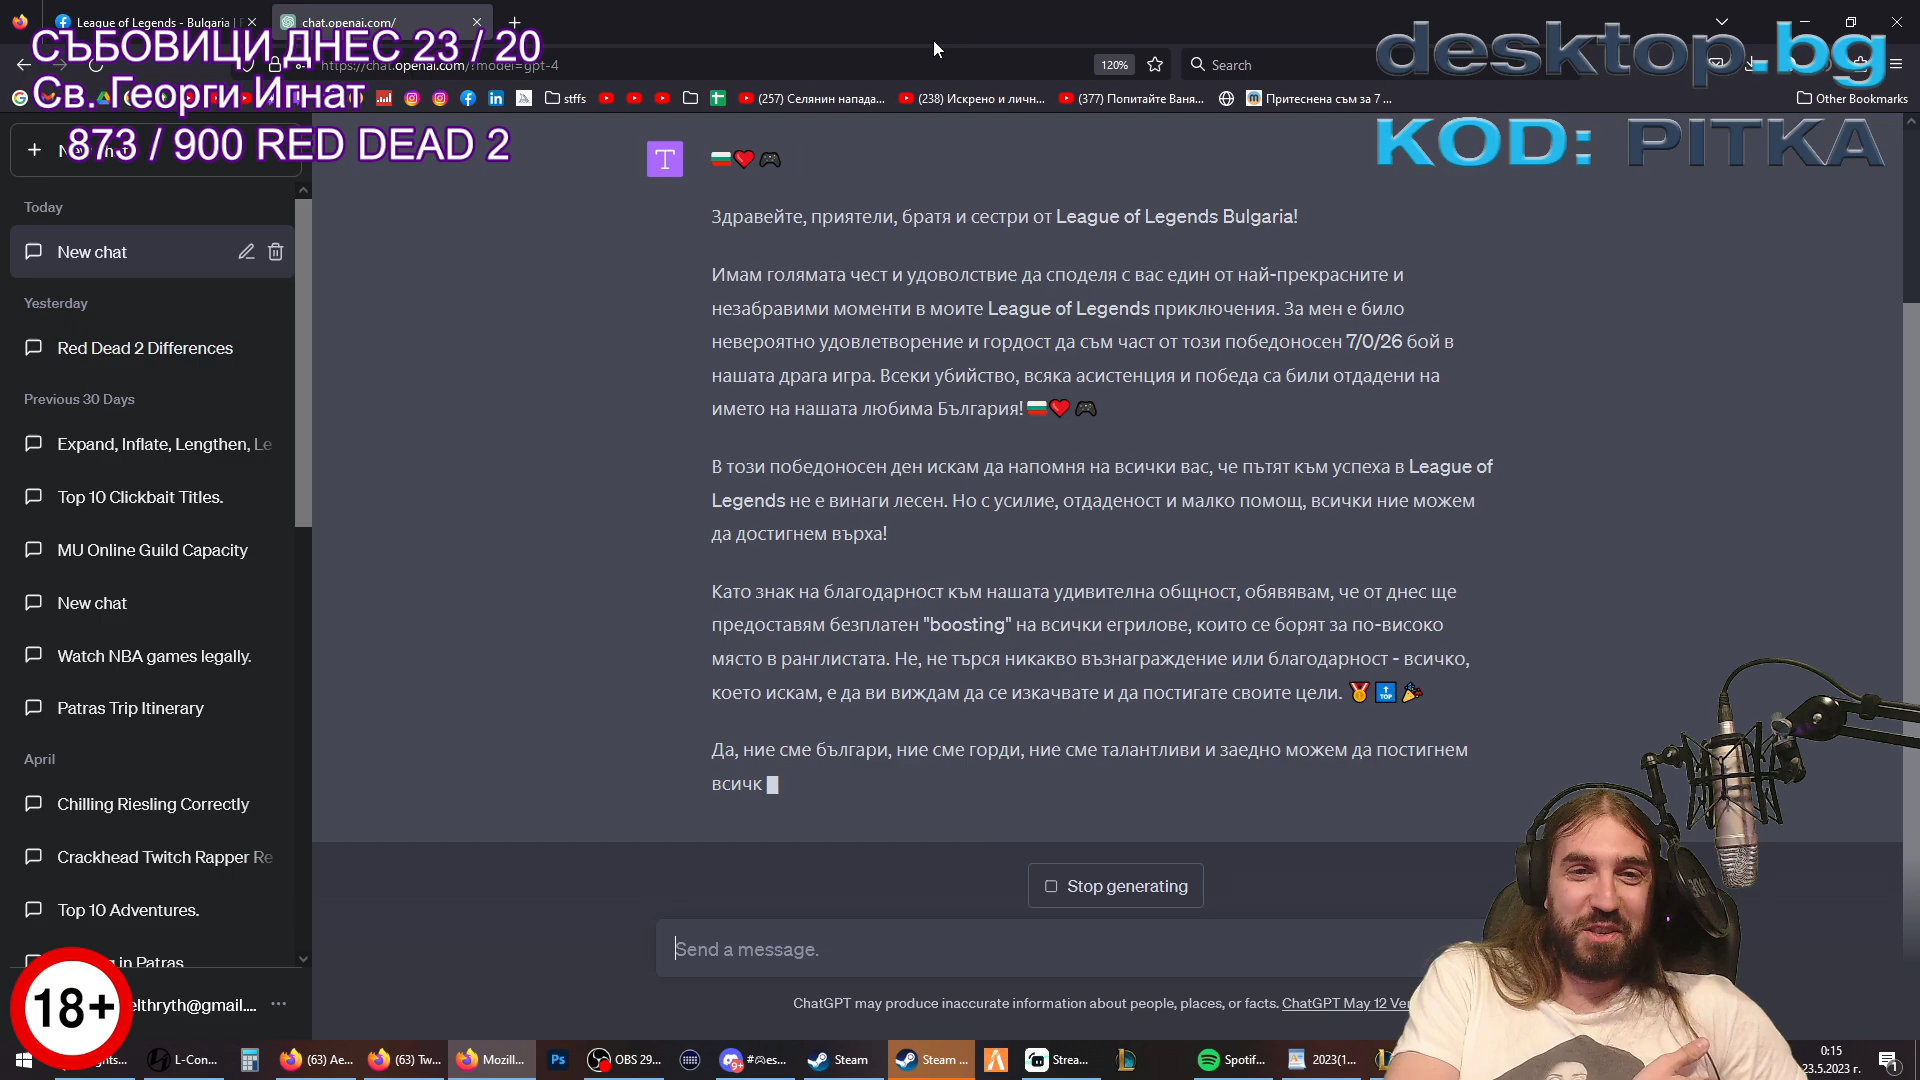 League of Legends - Bulgaria |
chat.openai.com/
СЪБОВИЦИ ДНЕС 23 / 20
https://chat.openai.com/?model=gpt-4
120%
Search
desktop.bg
Св. Георги Игнат
stffs
(257) Селянин напада...
(238) Искрено и личн...
(377) Попитайте Ваня...
Притеснена съм за 7 ...
Other Bookmarks
873 / 900 RED DEAD 2
KOD: PITKA
Today
New chat
Yesterday
Red Dead 2 Differences
Previous 30 Days
Expand, Inflate, Lengthen, Le
Top 10 Clickbait Titles.
MU Online Guild Capacity
New chat
Watch NBA games legally.
Patras Trip Itinerary
April
Chilling Riesling Correctly
Crackhead Twitch Rapper Re
Top 10 Adventures.
in Patras
18+
elthryth@gmail....
T
🇧🇬❤️🎮
Здравейте, приятели, братя и сестри от League of Legends Bulgaria!
Имам голямата чест и удоволствие да споделя с вас един от най-прекрасните и
незабравими моменти в моите League of Legends приключения. За мен е било
невероятно удовлетворение и гордост да съм част от този победоносен 7/0/26 бой в
нашата драга игра. Всеки убийство, всяка асистенция и победа са били отдадени на
името на нашата любима България! 🇧🇬❤️🎮
В този победоносен ден искам да напомня на всички вас, че пътят към успеха в League of
Legends не е винаги лесен. Но с усилие, отдаденост и малко помощ, всички ние можем
да достигнем върха!
Като знак на благодарност към нашата удивителна общност, обявявам, че от днес ще
предоставям безплатен "boosting" на всички егрилове, които се борят за по-високо
място в ранглистата. Не, не търся никакво възнаграждение или благодарност - всичко,
което искам, е да ви виждам да се изкачвате и да постигате своите цели. 🏅🔝🎉
Да, ние сме българи, ние сме горди, ние сме талантливи и заедно можем да постигнем
всичк
Stop generating
Send a message.
ChatGPT may produce inaccurate information about people, places, or facts. ChatGPT May 12 Ver
L-Con...
(63) Ae...
(63) Tw...
Mozill...
Ps
OBS 29...
9+
Steam
Steam ...
Strea...
Spotif...
2023(1...
0:15
23.5.2023 г.
1